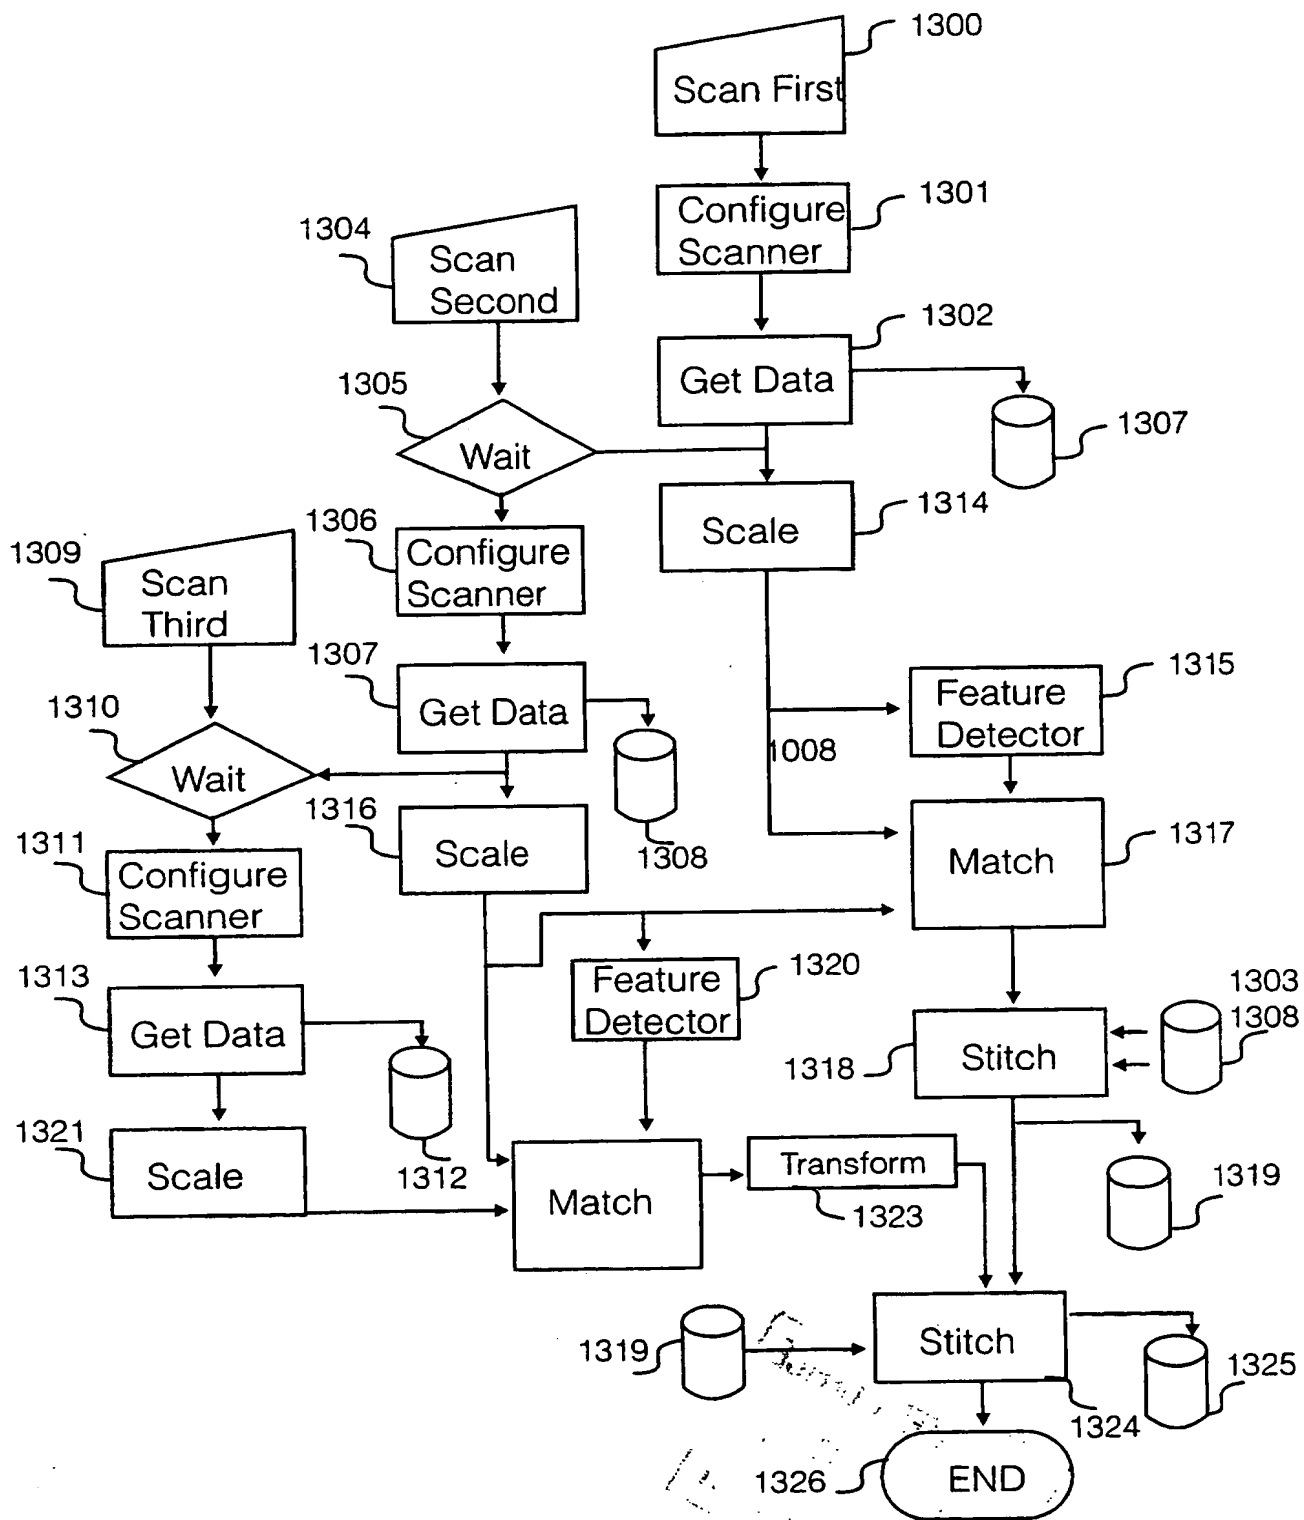 1300
Scan First
1301
Configure
Scanner
1304
Scan
Second
1302
Get Data
1305
1307
Wait
1314
Scale
1306
Configure
Scanner
1309
Scan
Third
1307
Get Data
1315
Feature
Detector
1310
Wait
1008
1316
Scale
1308
1317
Match
1311
Configure
Scanner
1320
Feature
Detector
1313
Get Data
1303
1308
1318
Stitch
1321
Scale
1312
Match
Transform
1323
1319
1319
Stitch
1325
1324
1326
END